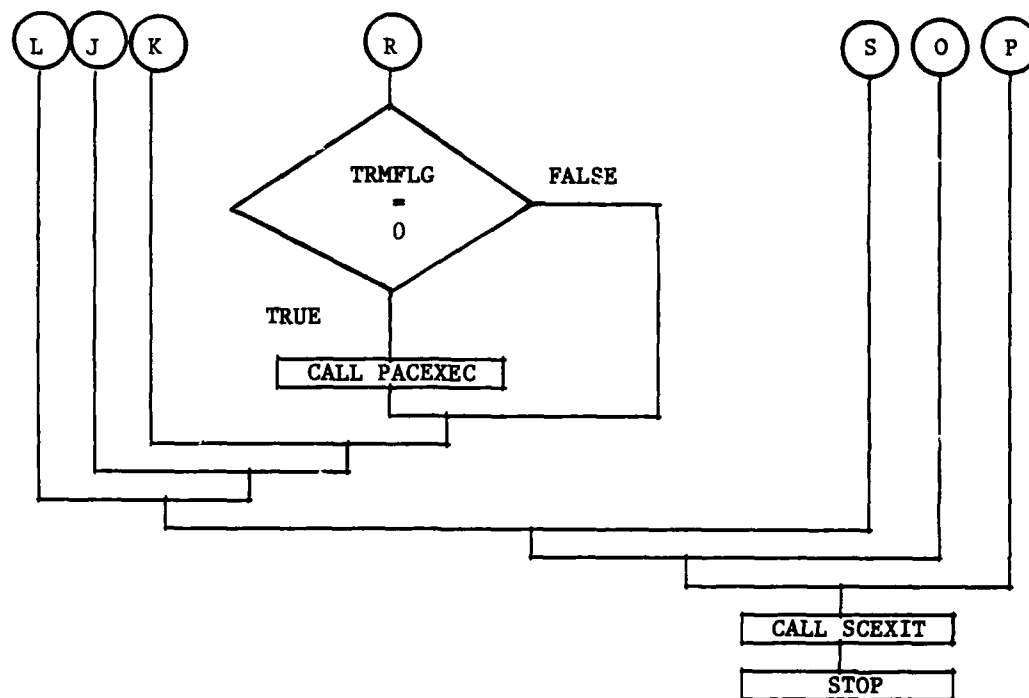 L J K R S O P
TRMFLG
=
0
FALSE
TRUE
CALL PACEXEC
CALL SCEXIT
STOP